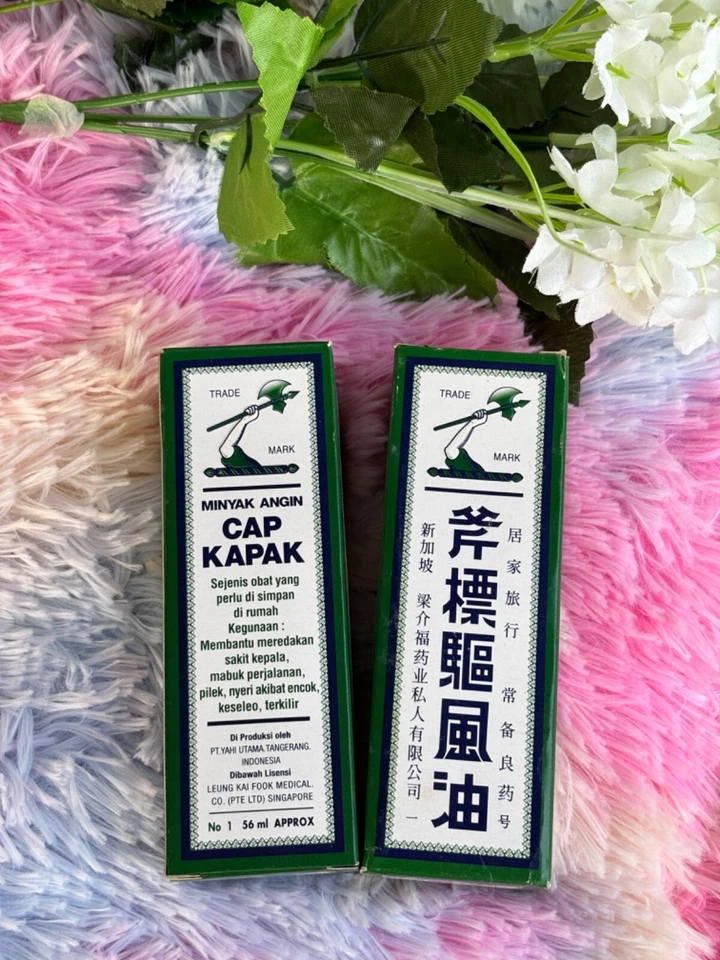 TRADE
MARK
MINYAK ANGIN
CAP
KAPAK
Sejenis obat yang
perlu di simpan
di rumah
Kegunaan :
Membantu meredakan
sakit kepala,
mabuk perjalanan,
pilek, nyeri akibat encok,
keseleo, terkilir
Di Produksi oleh
PT.YAHI UTAMA.TANGERANG.
INDONESIA
Dibawah Lisensi
LEUNG KAI FOOK MEDICAL.
CO. (PTE LTD) SINGAPORE
No 1 56 ml APPROX
TRADE
MARK
居家旅行 常备良药号
斧標驅風油
新加坡 梁介福药业私人有限公司 一